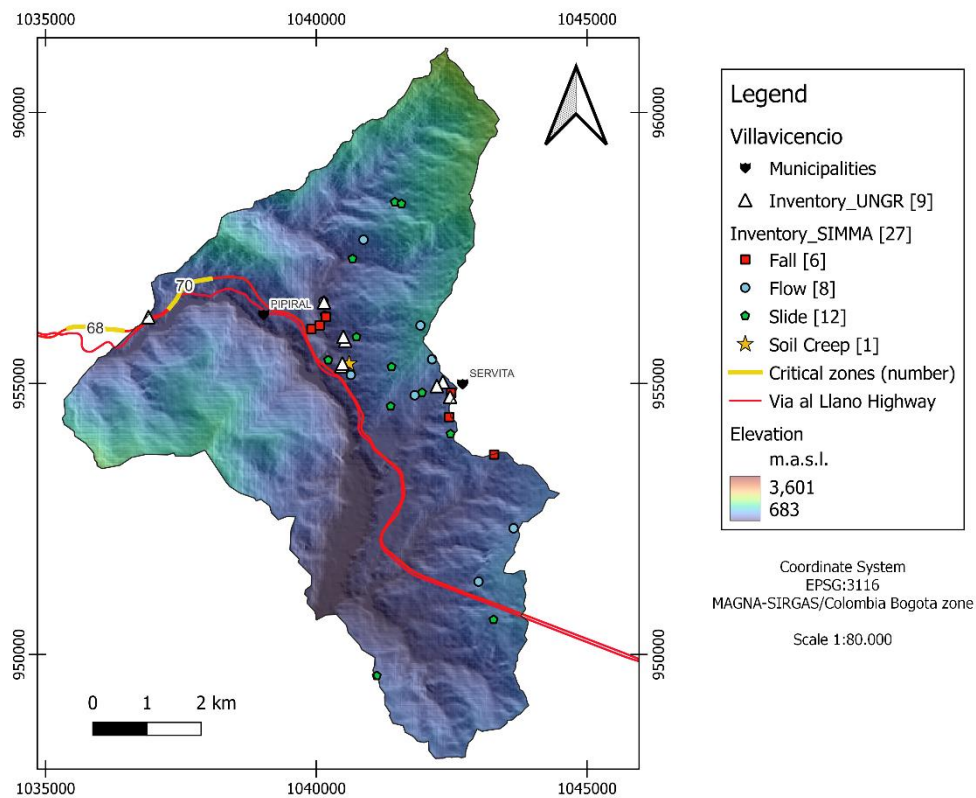 1035000
1040000
1045000
960000
960000
70
PIPIRAL
68
955000
SERVITA
955000
950000
950000
0 1 2 km
1035000
1040000
1045000
Legend
Villavicencio
Municipalities
Inventory_UNGR [9]
Inventory_SIMMA [27]
Fall [6]
Flow [8]
Slide [12]
Soil Creep [1]
Critical zones (number)
Via al Llano Highway
Elevation
m.a.s.l.
3,601
683
Coordinate System
EPSG:3116
MAGNA-SIRGAS/Colombia Bogota zone
Scale 1:80.000